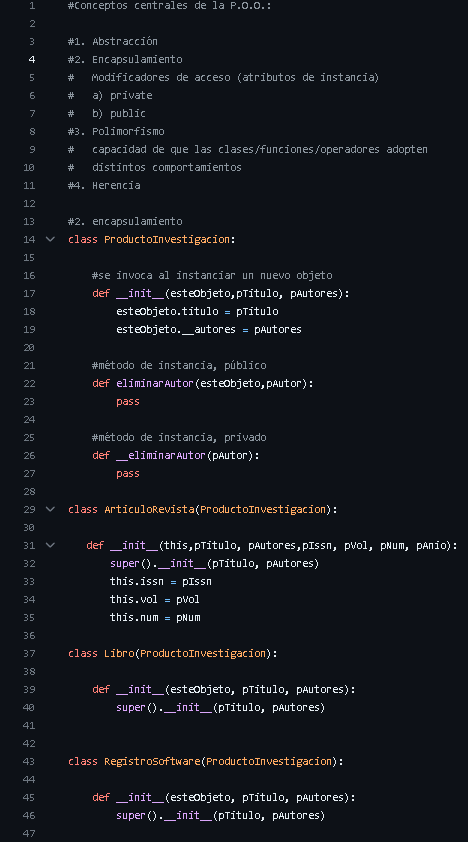 1 #Conceptos centrales de la P.O.O.:
2
3 #1. Abstracción
4 #2. Encapsulamiento
5 #   Modificadores de acceso (atributos de instancia)
6 #   a) private
7 #   b) public
8 #3. Polimorfismo
9 #   capacidad de que las clases/funciones/operadores adopten
10 #   distintos comportamientos
11 #4. Herencia
12
13 #2. encapsulamiento
14 class ProductoInvestigacion:
15
16     #se invoca al instanciar un nuevo objeto
17     def __init__(esteObjeto,pTitulo, pAutores):
18         esteObjeto.titulo = pTitulo
19         esteObjeto.__autores = pAutores
20
21     #método de instancia, público
22     def eliminarAutor(esteObjeto,pAutor):
23         pass
24
25     #método de instancia, privado
26     def __eliminarAutor(pAutor):
27         pass
28
29 class ArticuloRevista(ProductoInvestigacion):
30
31    def __init__(this,pTitulo, pAutores,pIssn, pVol, pNum, pAnio):
32        super().__init__(pTitulo, pAutores)
33        this.issn = pIssn
34        this.vol = pVol
35        this.num = pNum
36
37 class Libro(ProductoInvestigacion):
38
39     def __init__(esteObjeto, pTitulo, pAutores):
40         super().__init__(pTitulo, pAutores)
41
42
43 class RegistroSoftware(ProductoInvestigacion):
44
45     def __init__(esteObjeto, pTitulo, pAutores):
46         super().__init__(pTitulo, pAutores)
47